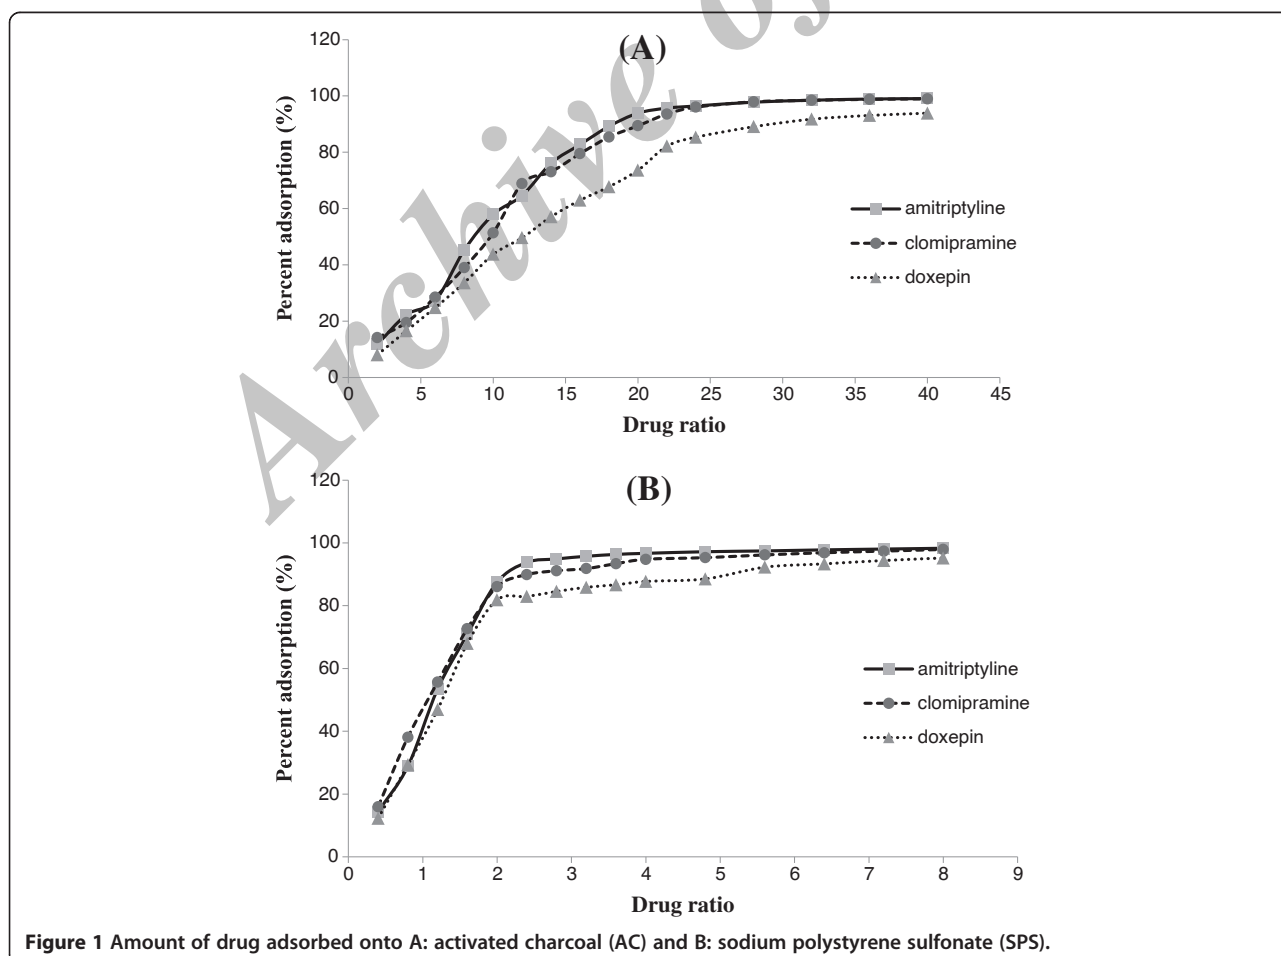 Archive of
(A)
120
100
80
60
40
20
0
Percent adsorption (%)
0 5 10 15 20 25 30 35 40 45
Drug ratio
amitriptyline
clomipramine
doxepin
(B)
120
100
80
60
40
20
0
Percent adsorption (%)
0 1 2 3 4 5 6 7 8 9
Drug ratio
amitriptyline
clomipramine
doxepin
Figure 1 Amount of drug adsorbed onto A: activated charcoal (AC) and B: sodium polystyrene sulfonate (SPS).